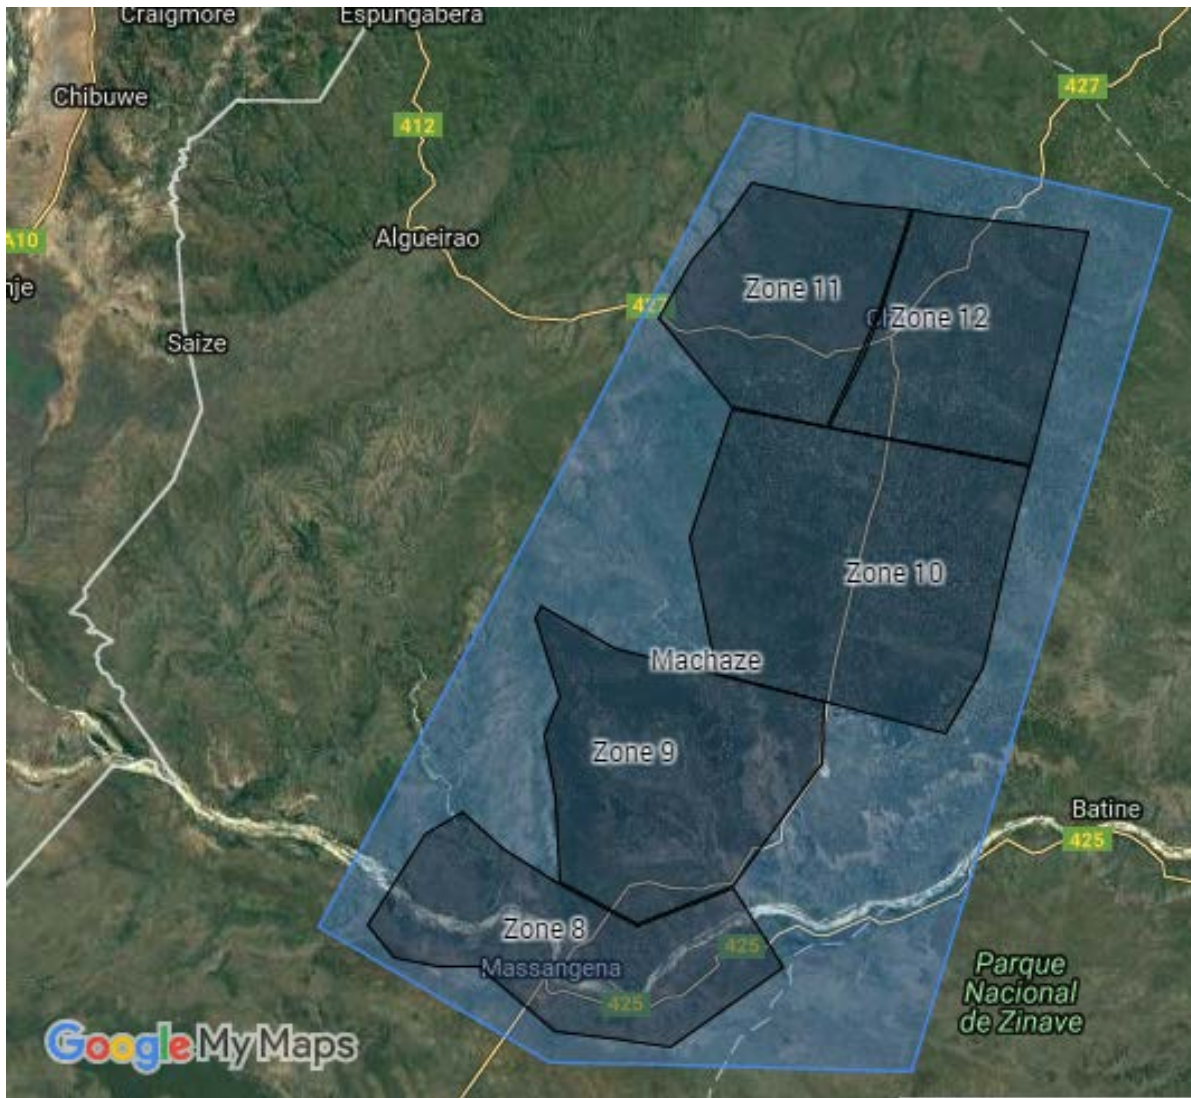 Craigmore
Espungabera
427
Chibuwe
412
A10
Algueirao
nje
Zone 11
427
Zone 12
Saize
Zone 10
Machaze
Zone 9
Batine
425
Zone 8
425
Massangena
Parque
Nacional
de Zinave
425
Google My Maps